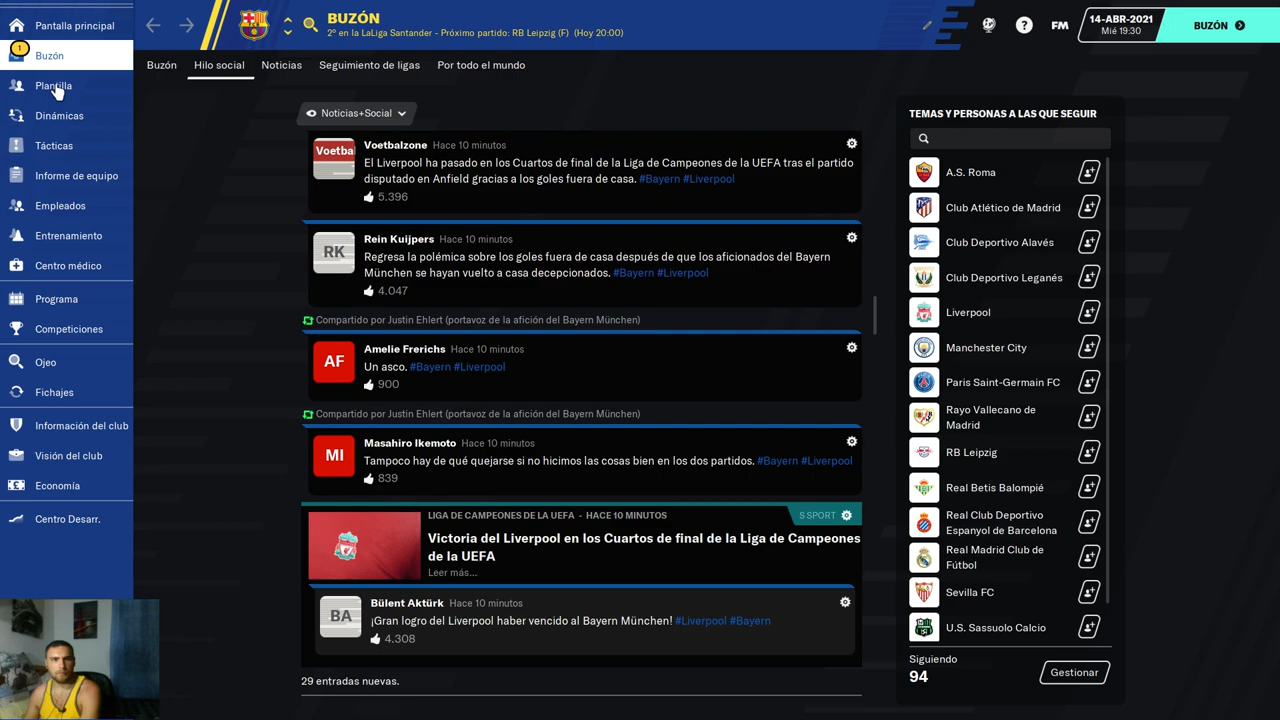 Pantalla principal
1
Buzón
Plantilla
Dinámicas
Tácticas
Informe de equipo
Empleados
Entrenamiento
Centro médico
Programa
Competiciones
Ojeo
Fichajes
Información del club
Visión del club
Economía
Centro Desarr.
BUZÓN
2º en la LaLiga Santander - Próximo partido: RB Leipzig (F) (Hoy 20:00)
?
FM
14-ABR-2021
Mié 19:30
BUZÓN
Buzón
Hilo social
Noticias
Seguimiento de ligas
Por todo el mundo
Noticias+Social
Voetba
Voetbalzone Hace 10 minutos
El Liverpool ha pasado en los Cuartos de final de la Liga de Campeones de la UEFA tras el partido
disputado en Anfield gracias a los goles fuera de casa. #Bayern #Liverpool
5.396
RK
Rein Kuijpers Hace 10 minutos
Regresa la polémica sobre los goles fuera de casa después de que los aficionados del Bayern
München se hayan vuelto a casa decepcionados. #Bayern #Liverpool
4.047
Compartido por Justin Ehlert (portavoz de la afición del Bayern München)
AF
Amelie Frerichs Hace 10 minutos
Un asco. #Bayern #Liverpool
900
Compartido por Justin Ehlert (portavoz de la afición del Bayern München)
MI
Masahiro Ikemoto Hace 10 minutos
Tampoco hay de qué quejarse si no hicimos las cosas bien en los dos partidos. #Bayern #Liverpool
839
LIGA DE CAMPEONES DE LA UEFA - HACE 10 MINUTOS
S SPORT
Victoria del Liverpool en los Cuartos de final de la Liga de Campeones
de la UEFA
Leer más...
BA
Bülent Aktürk Hace 10 minutos
¡Gran logro del Liverpool haber vencido al Bayern München! #Liverpool #Bayern
4.308
29 entradas nuevas.
TEMAS Y PERSONAS A LAS QUE SEGUIR
A.S. Roma
Club Atlético de Madrid
Club Deportivo Alavés
Club Deportivo Leganés
Liverpool
Manchester City
Paris Saint-Germain FC
Rayo Vallecano de
Madrid
RB Leipzig
Real Betis Balompié
Real Club Deportivo
Espanyol de Barcelona
Real Madrid Club de
Fútbol
Sevilla FC
U.S. Sassuolo Calcio
Siguiendo
94
Gestionar